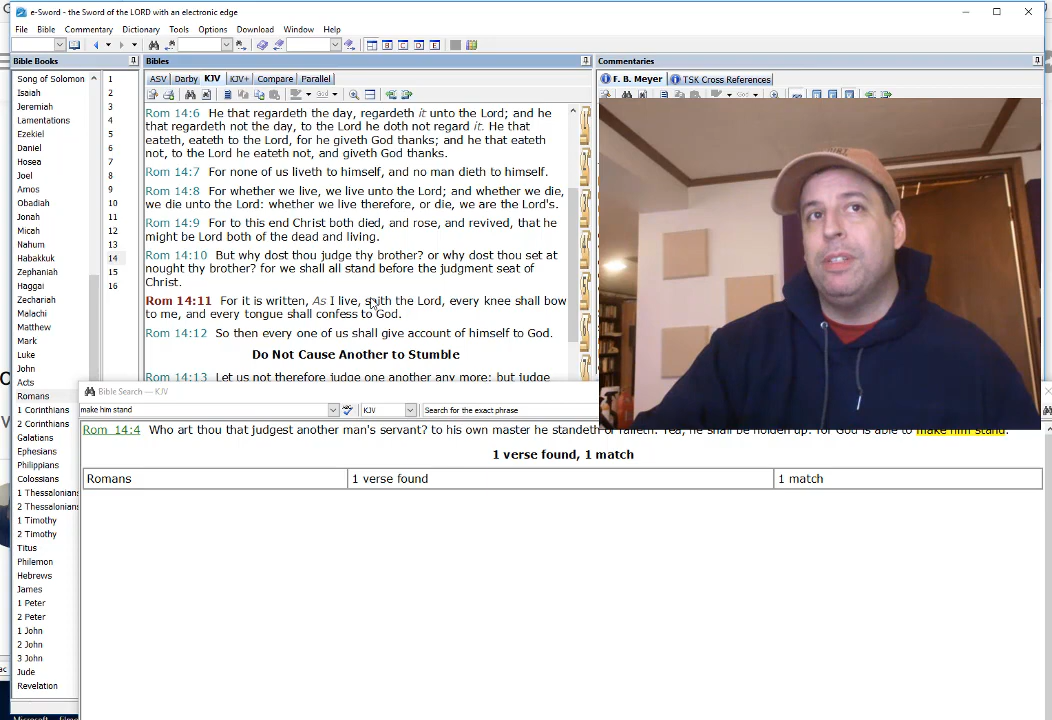 e-Sword - the Sword of the LORD with an electronic edge
File Bible Commentary Dictionary Tools Options Download Window Help
Bible Books
Bibles
Commentaries
ASV Darby KJV KJV+ Compare Parallel
F. B. Meyer TSK Cross References
Song of Solomon 1
Isaiah 2
Jeremiah 3
Lamentations 4
Ezekiel 5
Daniel 6
Hosea 7
Joel 8
Amos 9
Obadiah 10
Jonah 11
Micah 12
Nahum 13
Habakkuk 14
Zephaniah 15
Haggai 16
Zechariah
Malachi
Matthew
Mark
Luke
John
Acts
Romans
1 Corinthians
2 Corinthians
Galatians
Ephesians
Philippians
Colossians
1 Thessalonians
2 Thessalonians
1 Timothy
2 Timothy
Titus
Philemon
Hebrews
James
1 Peter
2 Peter
1 John
2 John
3 John
Jude
Revelation
Rom 14:6 He that regardeth the day, regardeth it unto the Lord; and he
that regardeth not the day, to the Lord he doth not regard it. He that
eateth, eateth to the Lord, for he giveth God thanks; and he that eateth
not, to the Lord he eateth not, and giveth God thanks.
Rom 14:7 For none of us liveth to himself, and no man dieth to himself.
Rom 14:8 For whether we live, we live unto the Lord; and whether we die,
we die unto the Lord: whether we live therefore, or die, we are the Lord's.
Rom 14:9 For to this end Christ both died, and rose, and revived, that he
might be Lord both of the dead and living.
Rom 14:10 But why dost thou judge thy brother? or why dost thou set at
nought thy brother? for we shall all stand before the judgment seat of
Christ.
Rom 14:11 For it is written, As I live, saith the Lord, every knee shall bow
to me, and every tongue shall confess to God.
Rom 14:12 So then every one of us shall give account of himself to God.
Do Not Cause Another to Stumble
Rom 14:13 Let us not therefore judge one another any more: but judge
Bible Search — KJV
make him stand KJV Search for the exact phrase
Rom 14:4 Who art thou that judgest another man's servant? to his own master he standeth or falleth. Yea, he shall be holden up: for God is able to make him stand.
1 verse found, 1 match
Romans 1 verse found 1 match